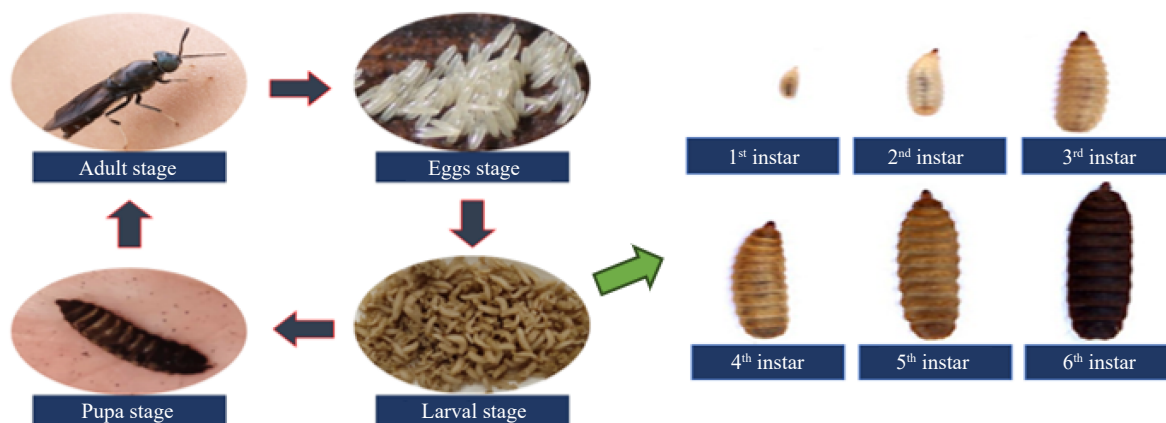 Adult stage
Eggs stage
Pupa stage
Larval stage
1st instar
2nd instar
3rd instar
4th instar
5th instar
6th instar